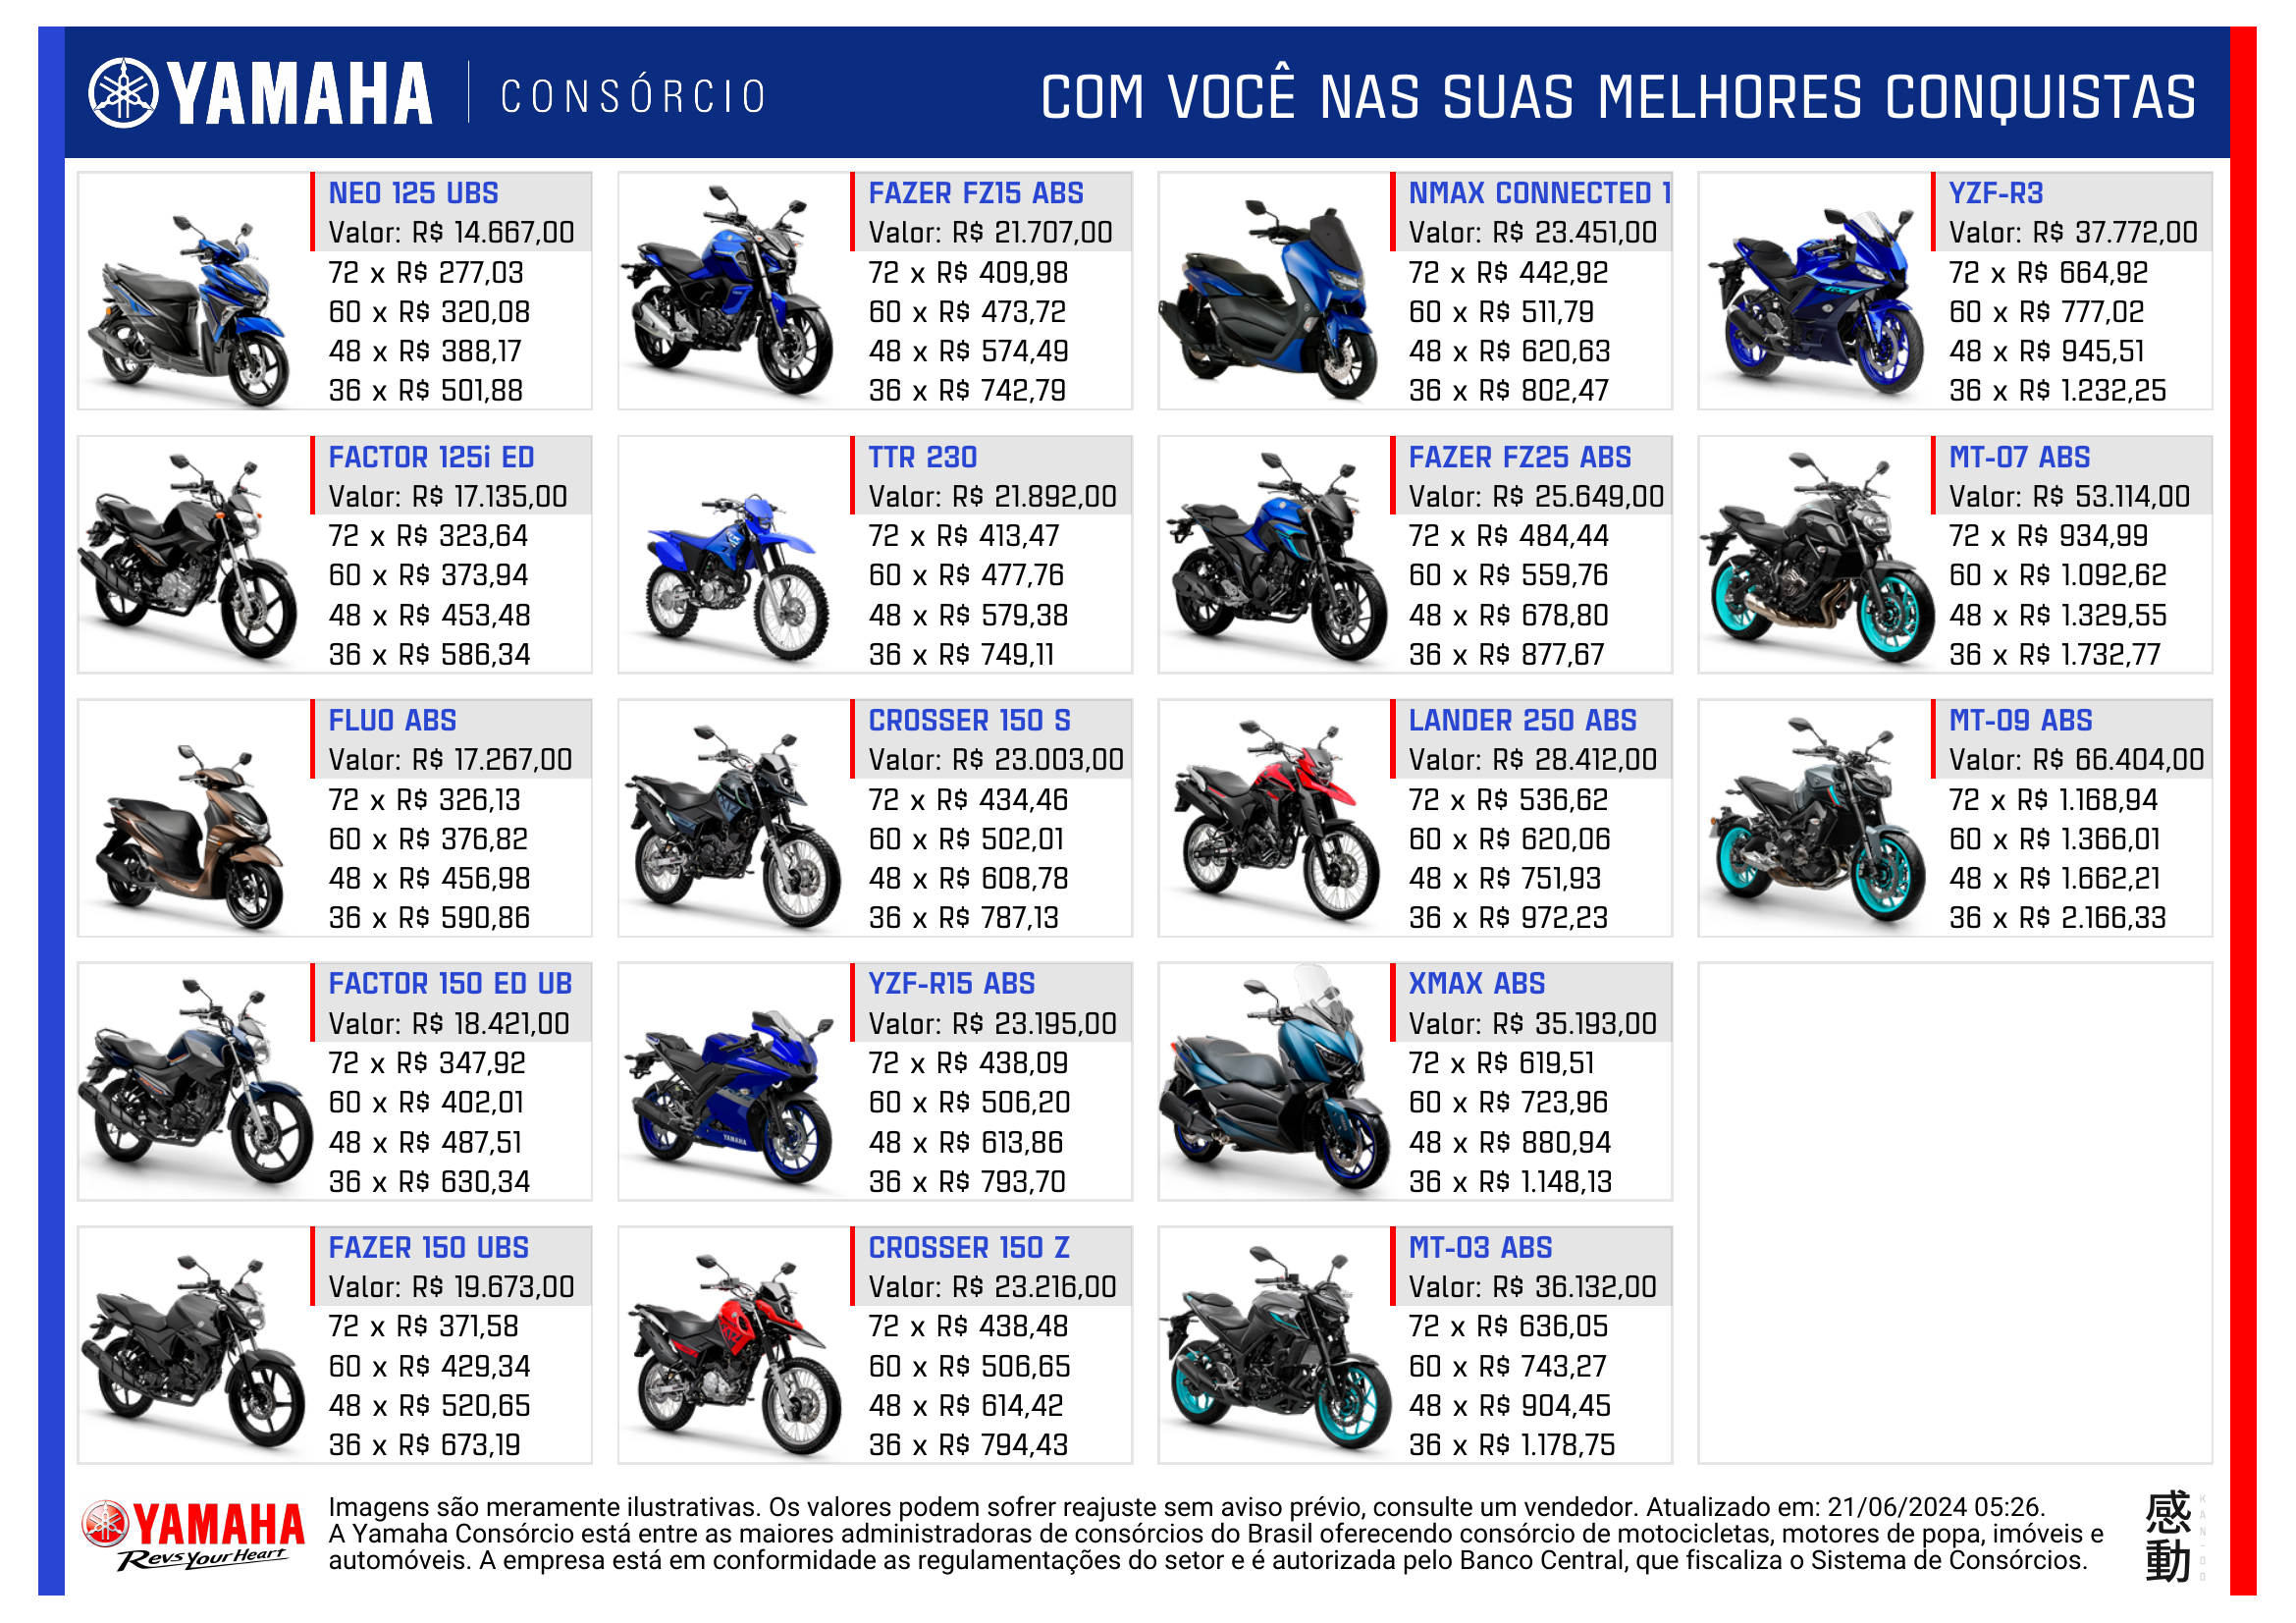 YAMAHA CONSÓRCIO
COM VOCÊ NAS SUAS MELHORES CONQUISTAS
NEO 125 UBS
Valor: R$ 14.667,00
72 x R$ 277,03
60 x R$ 320,08
48 x R$ 388,17
36 x R$ 501,88
FAZER FZ15 ABS
Valor: R$ 21.707,00
72 x R$ 409,98
60 x R$ 473,72
48 x R$ 574,49
36 x R$ 742,79
NMAX CONNECTED 1
Valor: R$ 23.451,00
72 x R$ 442,92
60 x R$ 511,79
48 x R$ 620,63
36 x R$ 802,47
YZF-R3
Valor: R$ 37.772,00
72 x R$ 664,92
60 x R$ 777,02
48 x R$ 945,51
36 x R$ 1.232,25
FACTOR 125i ED
Valor: R$ 17.135,00
72 x R$ 323,64
60 x R$ 373,94
48 x R$ 453,48
36 x R$ 586,34
TTR 230
Valor: R$ 21.892,00
72 x R$ 413,47
60 x R$ 477,76
48 x R$ 579,38
36 x R$ 749,11
FAZER FZ25 ABS
Valor: R$ 25.649,00
72 x R$ 484,44
60 x R$ 559,76
48 x R$ 678,80
36 x R$ 877,67
MT-07 ABS
Valor: R$ 53.114,00
72 x R$ 934,99
60 x R$ 1.092,62
48 x R$ 1.329,55
36 x R$ 1.732,77
FLUO ABS
Valor: R$ 17.267,00
72 x R$ 326,13
60 x R$ 376,82
48 x R$ 456,98
36 x R$ 590,86
CROSSER 150 S
Valor: R$ 23.003,00
72 x R$ 434,46
60 x R$ 502,01
48 x R$ 608,78
36 x R$ 787,13
LANDER 250 ABS
Valor: R$ 28.412,00
72 x R$ 536,62
60 x R$ 620,06
48 x R$ 751,93
36 x R$ 972,23
MT-09 ABS
Valor: R$ 66.404,00
72 x R$ 1.168,94
60 x R$ 1.366,01
48 x R$ 1.662,21
36 x R$ 2.166,33
FACTOR 150 ED UB
Valor: R$ 18.421,00
72 x R$ 347,92
60 x R$ 402,01
48 x R$ 487,51
36 x R$ 630,34
YZF-R15 ABS
Valor: R$ 23.195,00
72 x R$ 438,09
60 x R$ 506,20
48 x R$ 613,86
36 x R$ 793,70
YAMAHA
XMAX ABS
Valor: R$ 35.193,00
72 x R$ 619,51
60 x R$ 723,96
48 x R$ 880,94
36 x R$ 1.148,13
FAZER 150 UBS
Valor: R$ 19.673,00
72 x R$ 371,58
60 x R$ 429,34
48 x R$ 520,65
36 x R$ 673,19
CROSSER 150 Z
Valor: R$ 23.216,00
72 x R$ 438,48
60 x R$ 506,65
48 x R$ 614,42
36 x R$ 794,43
MT-03 ABS
Valor: R$ 36.132,00
72 x R$ 636,05
60 x R$ 743,27
48 x R$ 904,45
36 x R$ 1.178,75
YAMAHA
Revs Your Heart
Imagens são meramente ilustrativas. Os valores podem sofrer reajuste sem aviso prévio, consulte um vendedor. Atualizado em: 21/06/2024 05:26.
A Yamaha Consórcio está entre as maiores administradoras de consórcios do Brasil oferecendo consórcio de motocicletas, motores de popa, imóveis e
automóveis. A empresa está em conformidade as regulamentações do setor e é autorizada pelo Banco Central, que fiscaliza o Sistema de Consórcios.
感動
KAN-DO